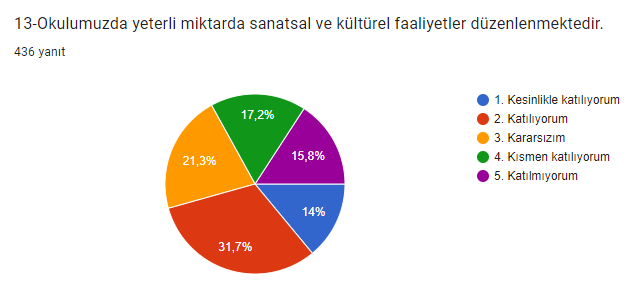 13-Okulumuzda yeterli miktarda sanatsal ve kültürel faaliyetler düzenlenmektedir.
436 yanıt
17,2%
21,3%
15,8%
14%
31,7%
1. Kesinlikle katılıyorum
2. Katılıyorum
3. Kararsızım
4. Kısmen katılıyorum
5. Katılmıyorum